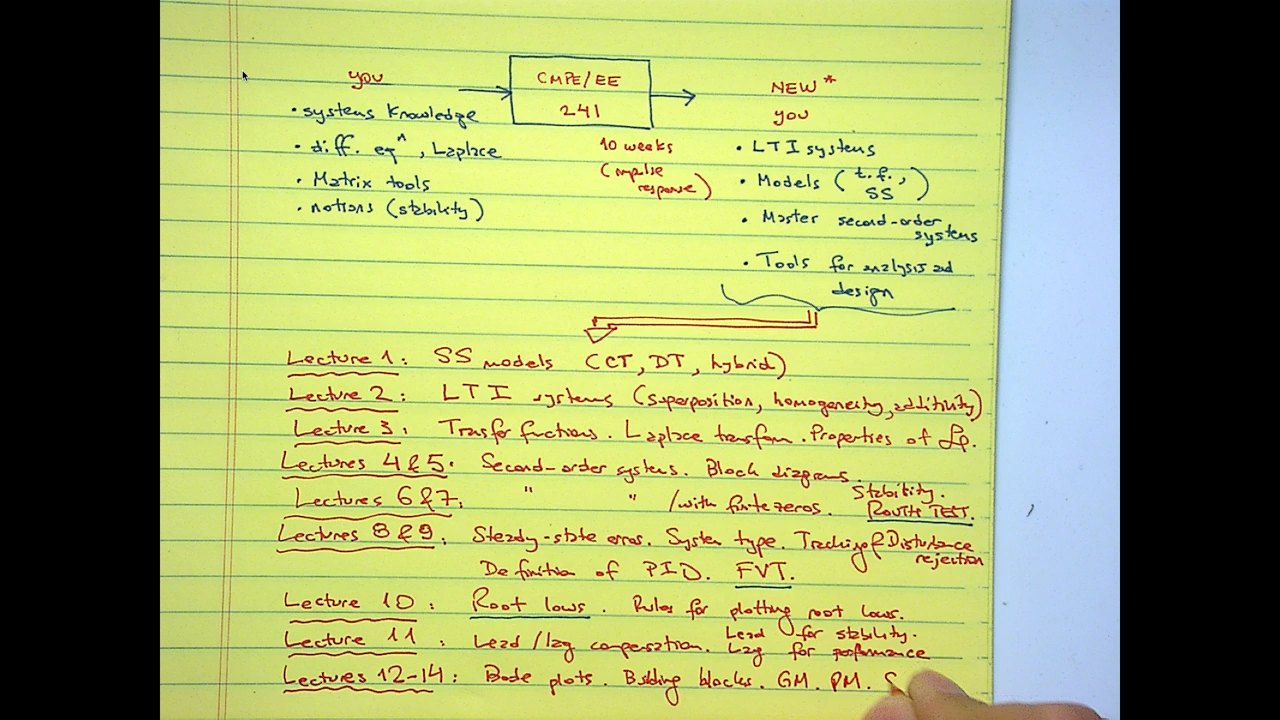 you
• systems Knowledge
• diff. eqⁿ, Laplace
• Matrix tools
• notions (stability)
CMPE/EE
241
10 weeks
(impulse
response)
NEW*
you
• LTI systems
• Models (t.f.,
SS)
• Master second-order
systems
• Tools for analysis and
design
Lecture 1: SS models (CT, DT, hybrid)
Lecture 2: LTI systems (superposition, homogeneity, additivity)
Lecture 3: Transfer functions. Laplace transform. Properties of
Lectures 4&5. Second-order systems. Block diagrams.
Lectures 6&7: " " /with finite zeros. Stability.
ROUTH TEST.
Lectures 8&9: Steady-state error. System type. Tracking & Disturbance
rejection
Definition of PID. FVT.
Lecture 10: Root locus. Rules for plotting root locus.
Lecture 11: Lead/lag compensation. Lead for stability.
Lag for performance
Lectures 12-14: Bode plots. Building blocks. GM. PM.